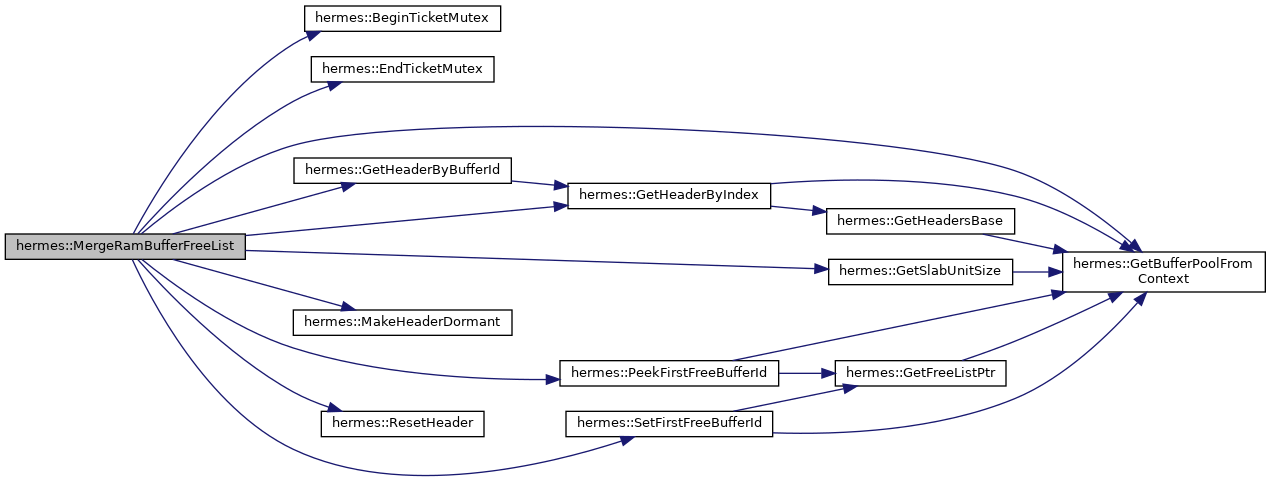 hermes::BeginTicketMutex
hermes::EndTicketMutex
hermes::GetHeaderByBufferId
hermes::GetHeaderByIndex
hermes::GetHeadersBase
hermes::MergeRamBufferFreeList
hermes::GetBufferPoolFrom
Context
hermes::GetSlabUnitSize
hermes::MakeHeaderDormant
hermes::PeekFirstFreeBufferId
hermes::GetFreeListPtr
hermes::ResetHeader
hermes::SetFirstFreeBufferId